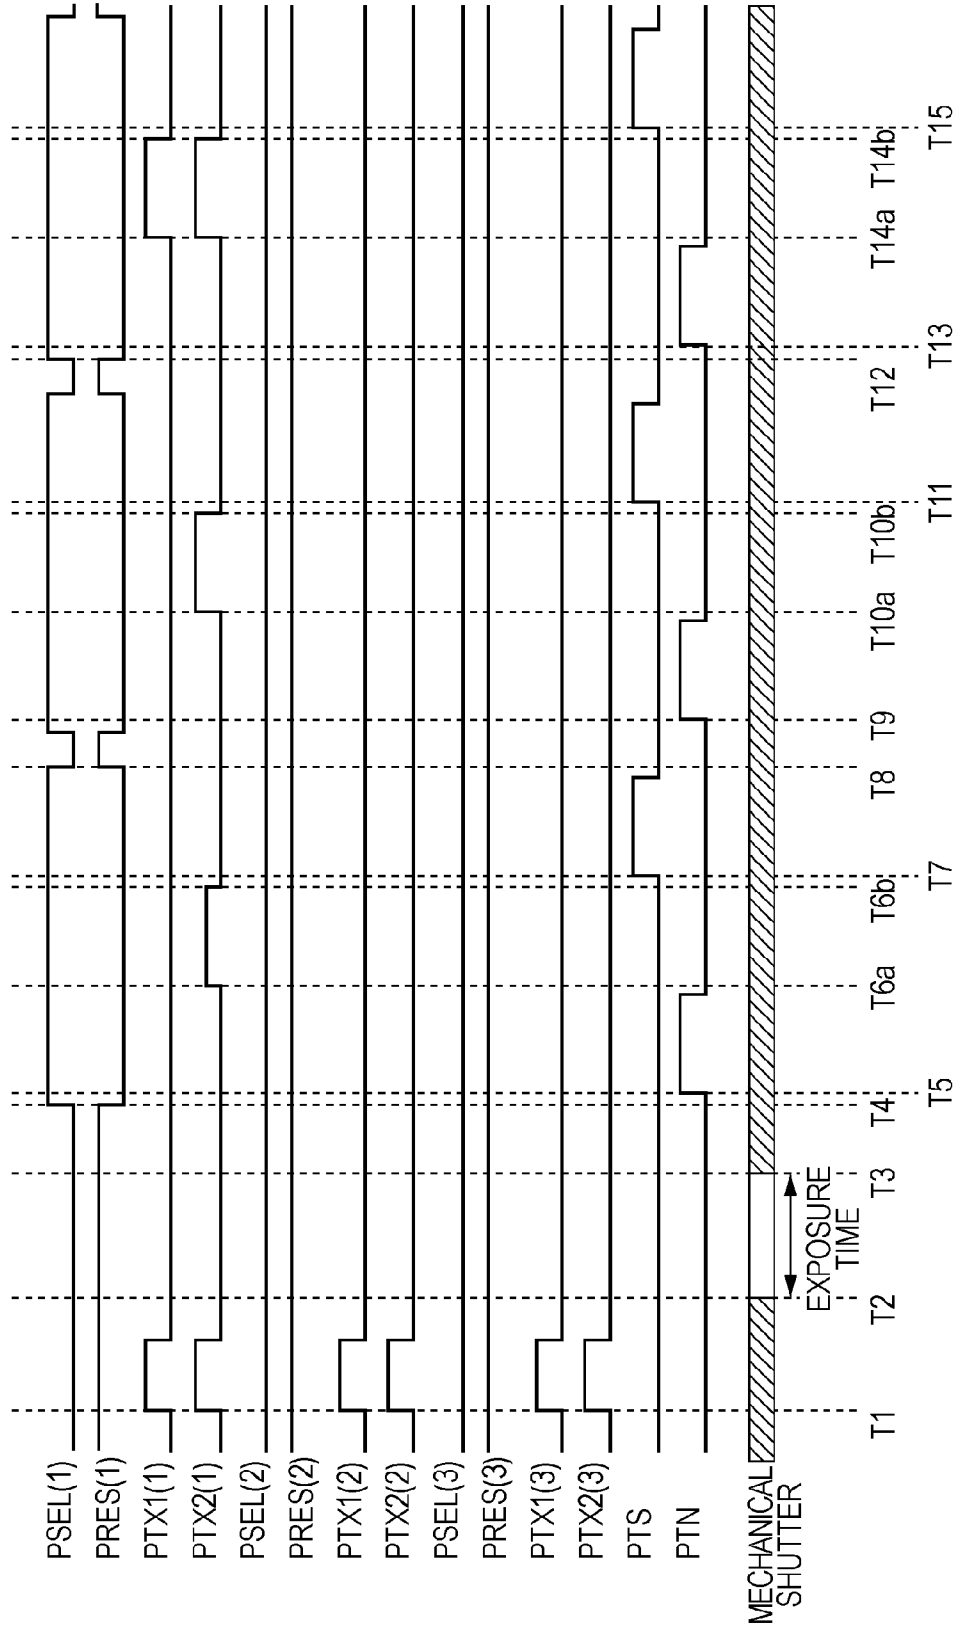 PSEL(1)
PRES(1)
PTX1(1)
PTX2(1)
PSEL(2)
PRES(2)
PTX1(2)
PTX2(2)
PSEL(3)
PRES(3)
PTX1(3)
PTX2(3)
PTS
PTN
MECHANICAL
SHUTTER
EXPOSURE
TIME
T1
T2
T3
T4
T5
T6a
T6b
T7
T8
T9
T10a
T10b
T11
T12
T13
T14a
T14b
T15